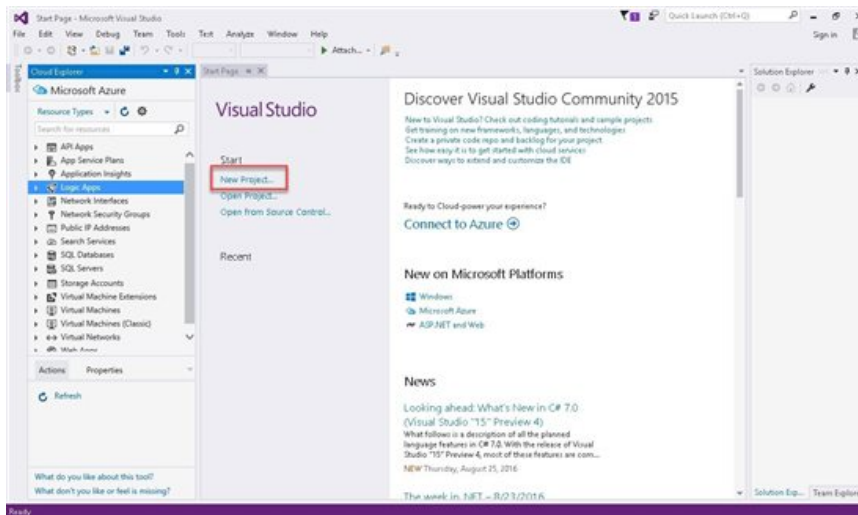 Start Page - Microsoft Visual Studio
Quick Launch (Ctrl+Q)
File Edit View Debug Team Tools Test Analyze Window Help
Sign in
Attach...
Toolbox
Cloud Explorer
Microsoft Azure
Resource Types
Search for resources
API Apps
App Service Plans
Application Insights
Logic Apps
Network Interfaces
Network Security Groups
Public IP Addresses
Search Services
SQL Databases
SQL Servers
Storage Accounts
Virtual Machine Extensions
Virtual Machines
Virtual Machines (Classic)
Virtual Networks
Web Apps
Actions Properties
Refresh
What do you like about this tool?
What don't you like or feel is missing?
Start Page
Visual Studio
Start
New Project...
Open Project...
Open from Source Control...
Recent
Discover Visual Studio Community 2015
New to Visual Studio? Check out coding tutorials and sample projects
Get training on new frameworks, languages, and technologies
Create a private code repo and backlog for your project
See how easy it is to get started with cloud services
Discover ways to extend and customize the IDE
Ready to Cloud-power your experience?
Connect to Azure
New on Microsoft Platforms
Windows
Microsoft Azure
ASP.NET and Web
News
Looking ahead: What's New in C# 7.0
(Visual Studio "15" Preview 4)
What follows is a description of all the planned
language features in C# 7.0. With the release of Visual
Studio "15" Preview 4, most of these features are com...
NEW Thursday, August 25, 2016
The week in .NET – 8/23/2016
Solution Explorer
Solution Exp... Team Explor
Ready